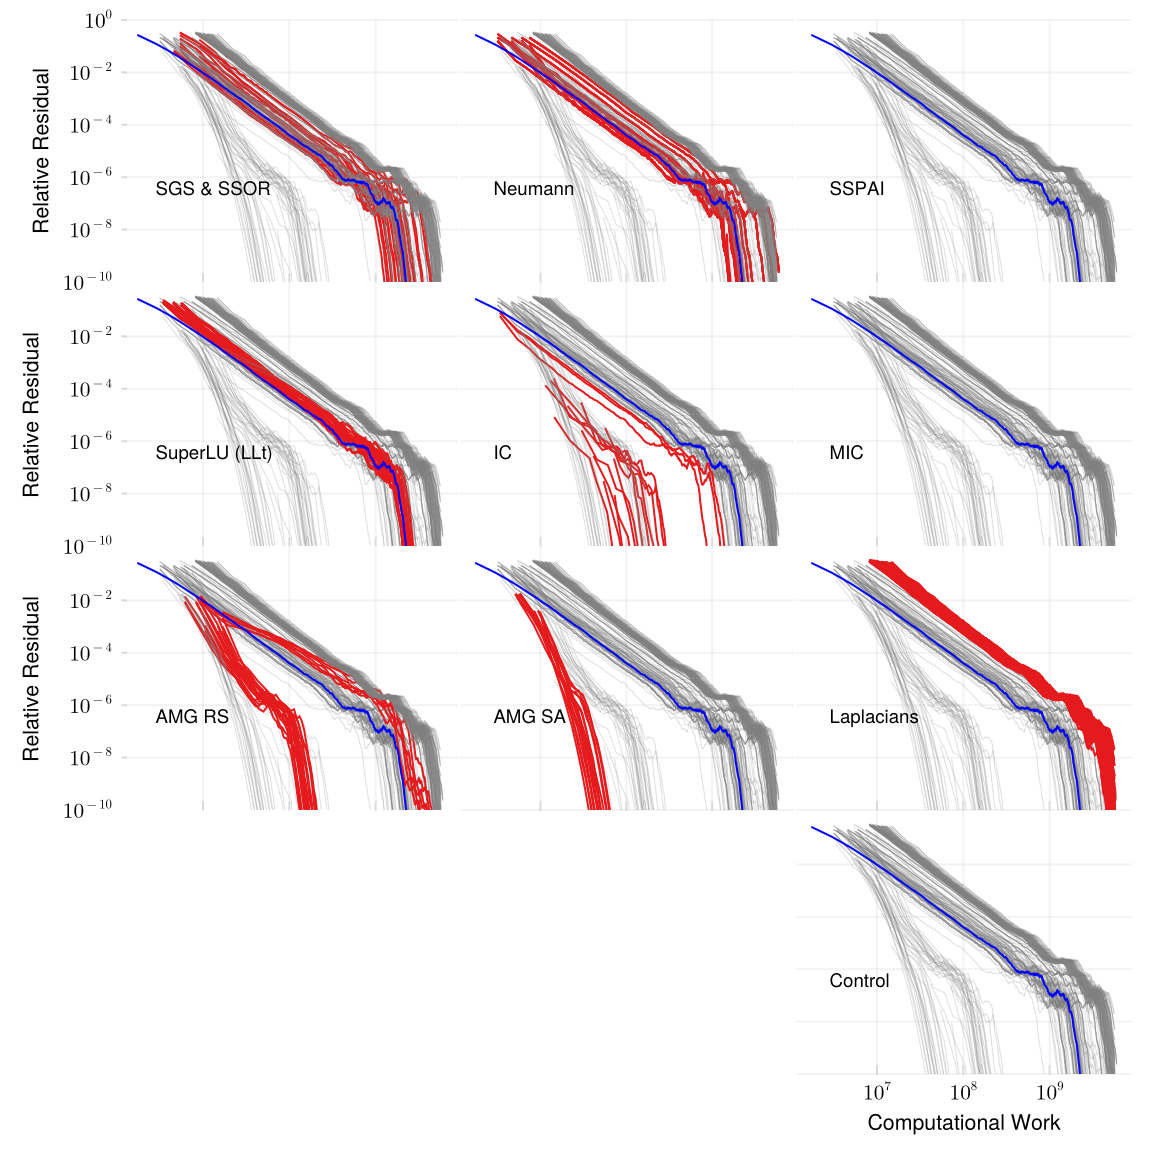 10^0
10^−2
10^−4
10^−6
10^−8
10^−10
Relative Residual
SGS & SSOR
Neumann
SSPAI
10^−2
10^−4
10^−6
10^−8
10^−10
Relative Residual
SuperLU (LLt)
IC
MIC
10^−2
10^−4
10^−6
10^−8
10^−10
Relative Residual
AMG RS
AMG SA
Laplacians
Control
10^7 10^8 10^9
Computational Work